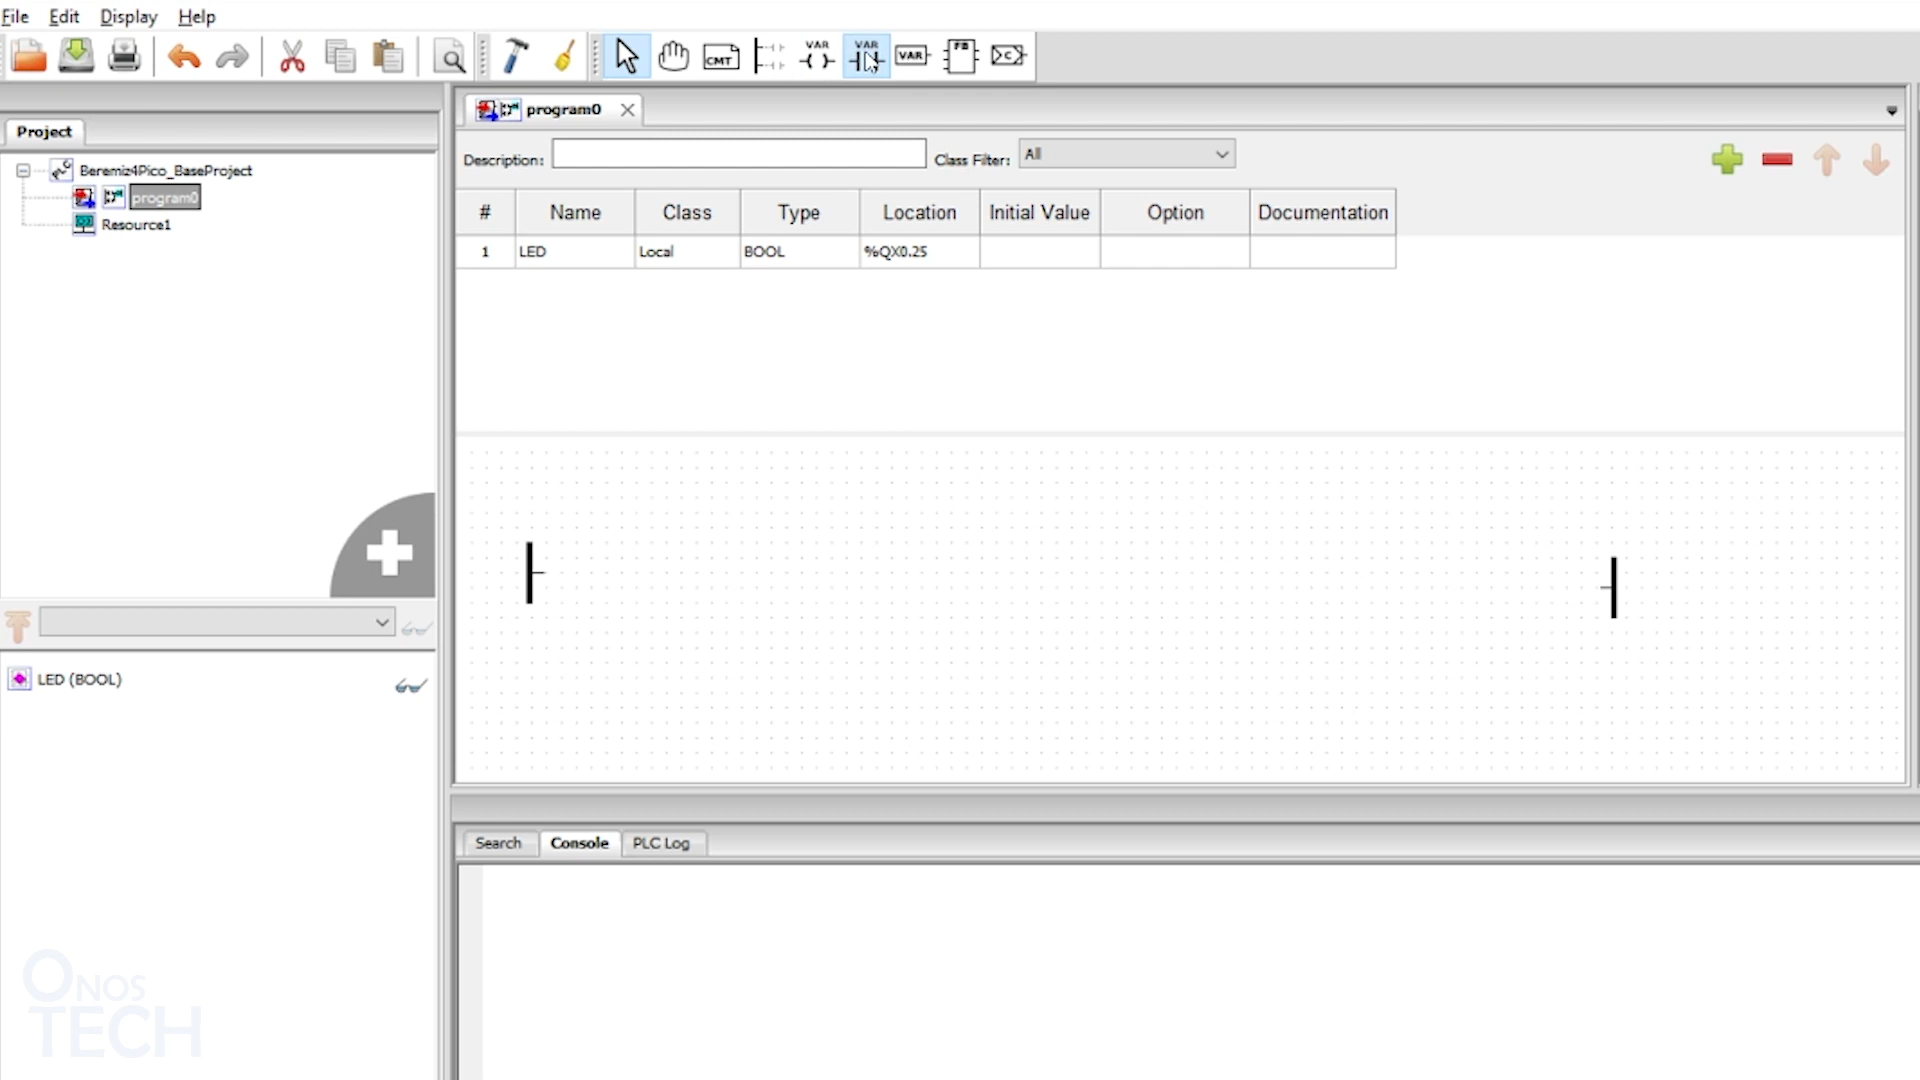 File Edit Display Help
CMT VAR VAR VAR FB C
Project
Beremiz4Pico_BaseProject
program0
Resource1
program0
Description: Class Filter: All
# Name Class Type Location Initial Value Option Documentation
1 LED Local BOOL %QX0.25
LED (BOOL)
Search Console PLC Log
ONOS
TECH